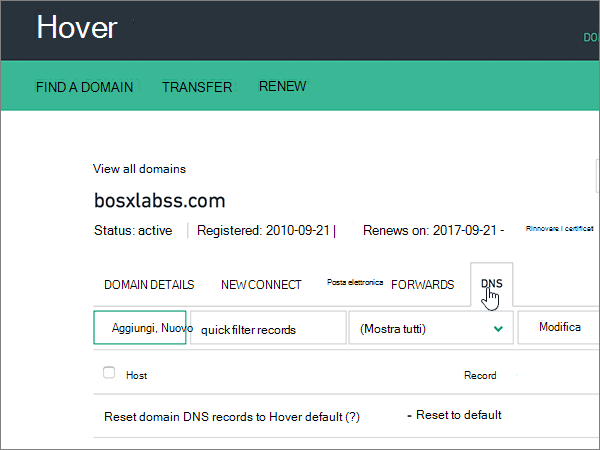 Hover
DO
FIND A DOMAIN TRANSFER RENEW
View all domains
bosxlabss.com
Status: active Registered: 2010-09-21 | Renews on: 2017-09-21 - Rinnovare i certificat
DOMAIN DETAILS NEW CONNECT Posta elettronica FORWARDS DNS
Aggiungi, Nuovo quick filter records (Mostra tutti) Modifica
Host Record
Reset domain DNS records to Hover default (?) - Reset to default